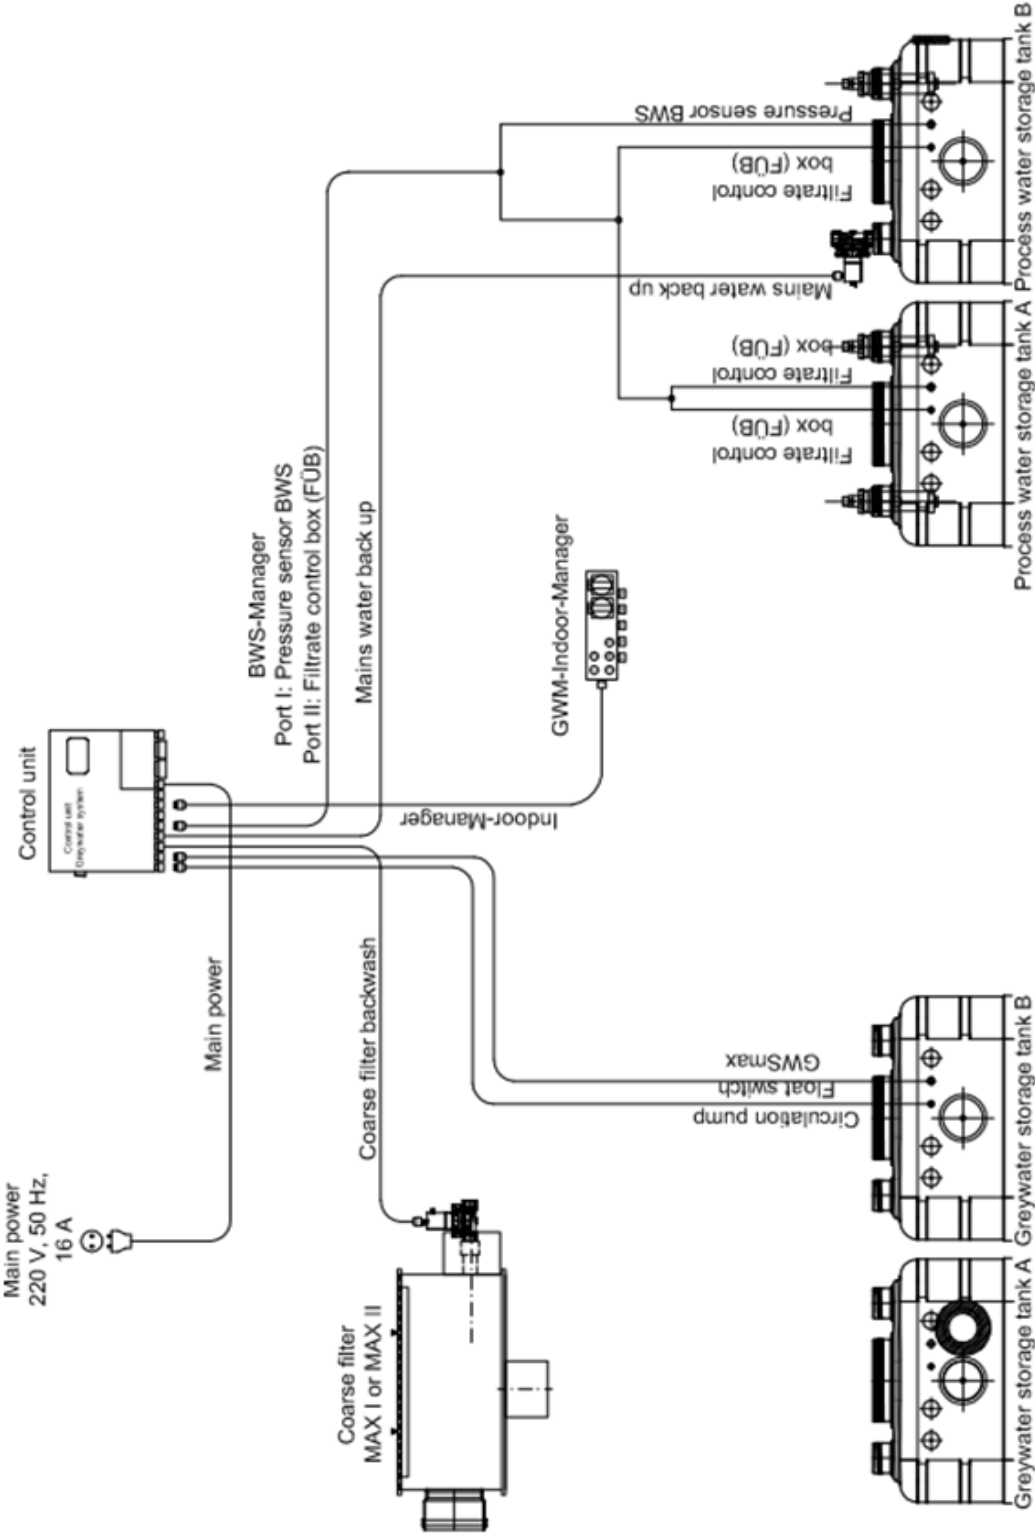 Main power
220 V, 50 Hz,
16 A
Main power
Control unit
Control unit
Greywater system
Coarse filter
MAX I or MAX II
Coarse filter backwash
BWS-Manager
Port I: Pressure sensor BWS
Port II: Filtrate control box (FÜB)
Mains water back up
Indoor-Manager
GWM-Indoor-Manager
Circulation pump
Float switch
GWSmax
Filtrate control
box (FÜB)
Filtrate control
box (FÜB)
Mains water back up
Filtrate control
box (FÜB)
Pressure sensor BWS
Greywater storage tank A
Greywater storage tank B
Process water storage tank A
Process water storage tank B